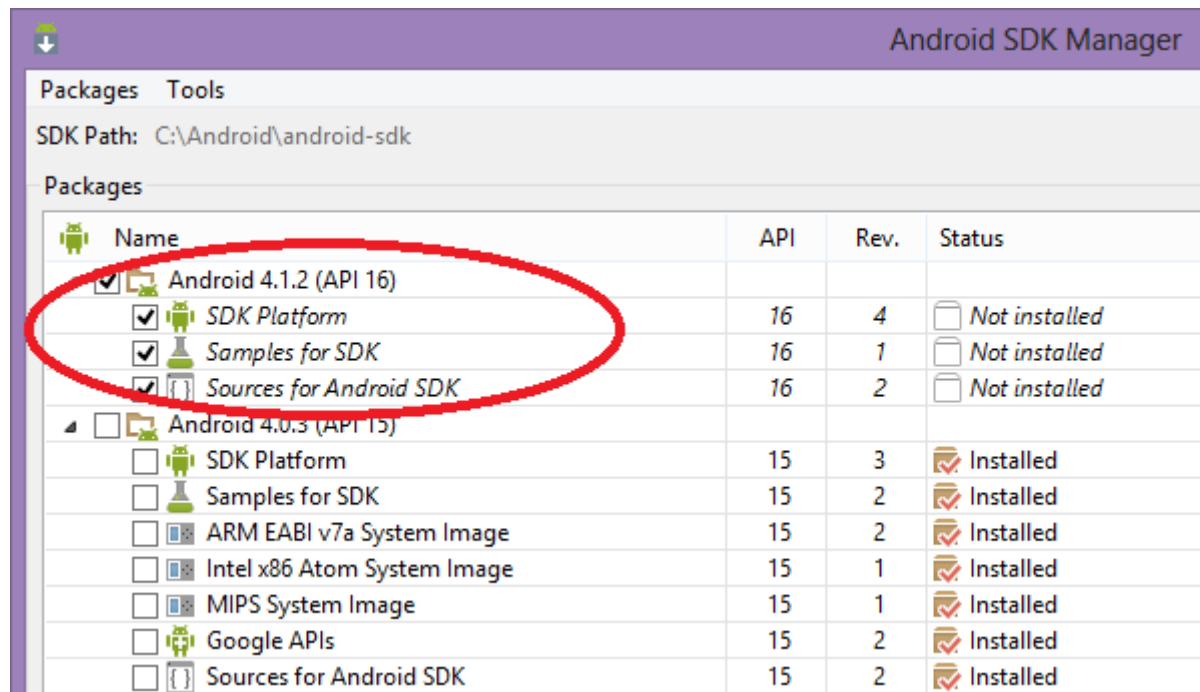 Android SDK Manager
Packages Tools
SDK Path: C:\Android\android-sdk
Packages
Name API Rev. Status
Android 4.1.2 (API 16)
SDK Platform 16 4 Not installed
Samples for SDK 16 1 Not installed
Sources for Android SDK 16 2 Not installed
Android 4.0.3 (API 15)
SDK Platform 15 3 Installed
Samples for SDK 15 2 Installed
ARM EABI v7a System Image 15 2 Installed
Intel x86 Atom System Image 15 1 Installed
MIPS System Image 15 1 Installed
Google APIs 15 2 Installed
Sources for Android SDK 15 2 Installed